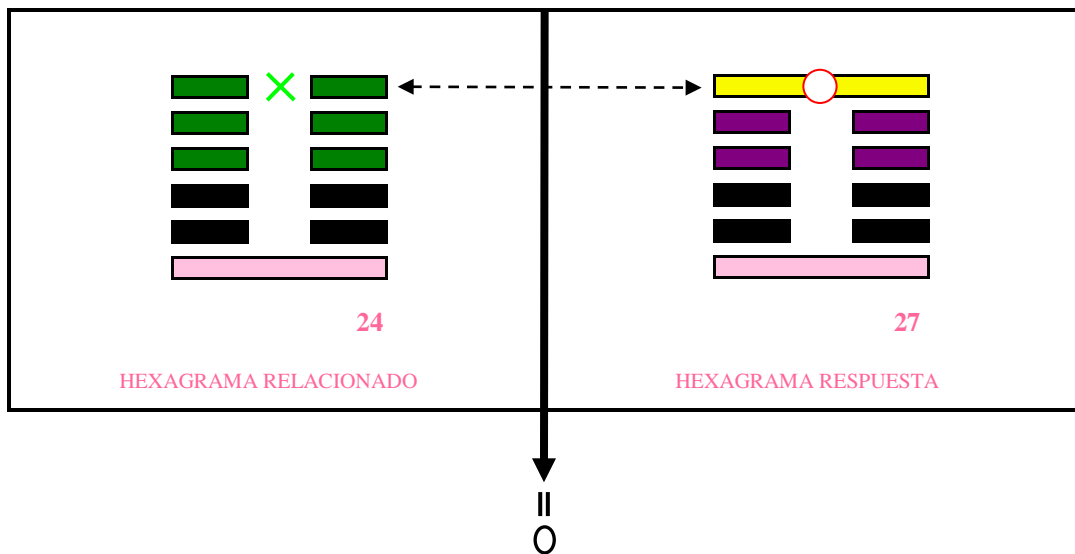 24
27
HEXAGRAMA RELACIONADO
HEXAGRAMA RESPUESTA
=
O